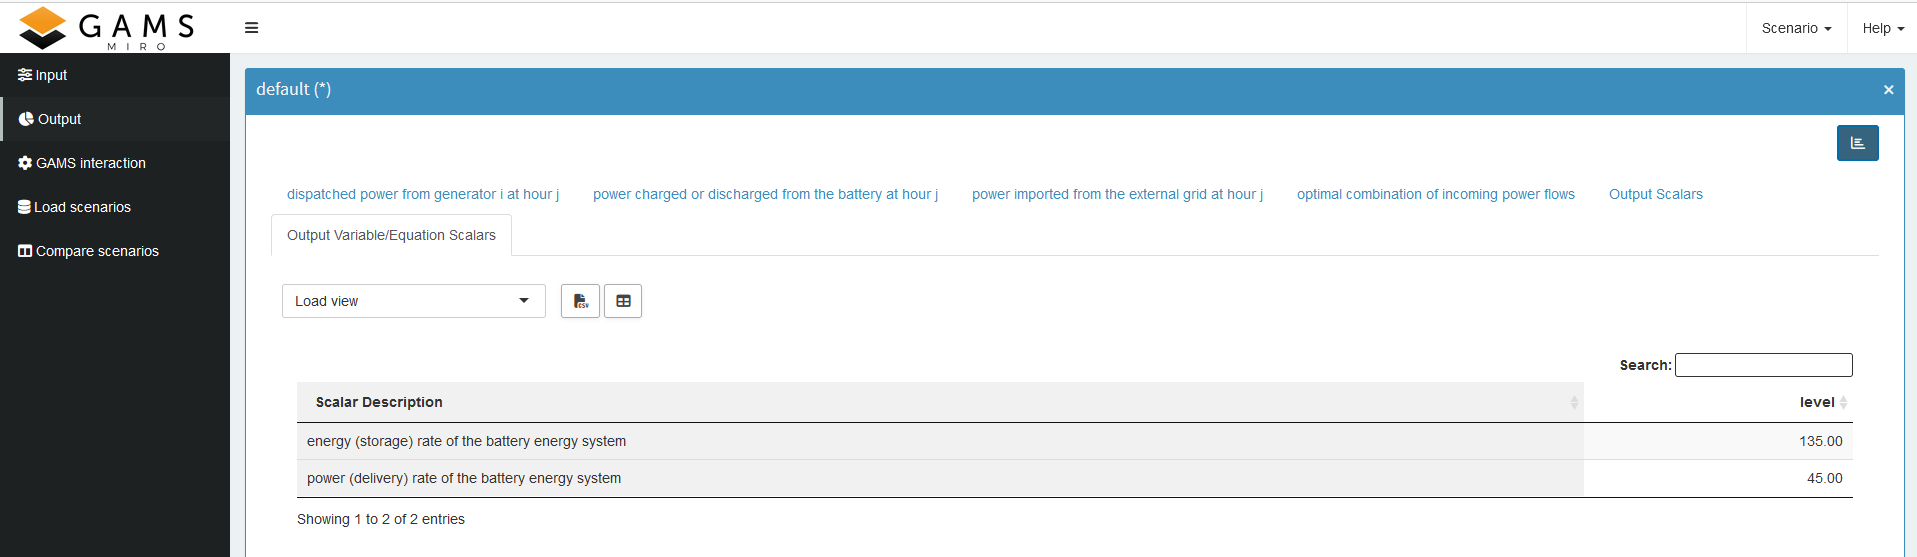 GAMS
MIRO
Scenario
Help
Input
Output
GAMS interaction
Load scenarios
Compare scenarios
default (*)
×
dispatched power from generator i at hour j
power charged or discharged from the battery at hour j
power imported from the external grid at hour j
optimal combination of incoming power flows
Output Scalars
Output Variable/Equation Scalars
Load view
CSV
Search:
Scalar Description level
energy (storage) rate of the battery energy system 135.00
power (delivery) rate of the battery energy system 45.00
Showing 1 to 2 of 2 entries